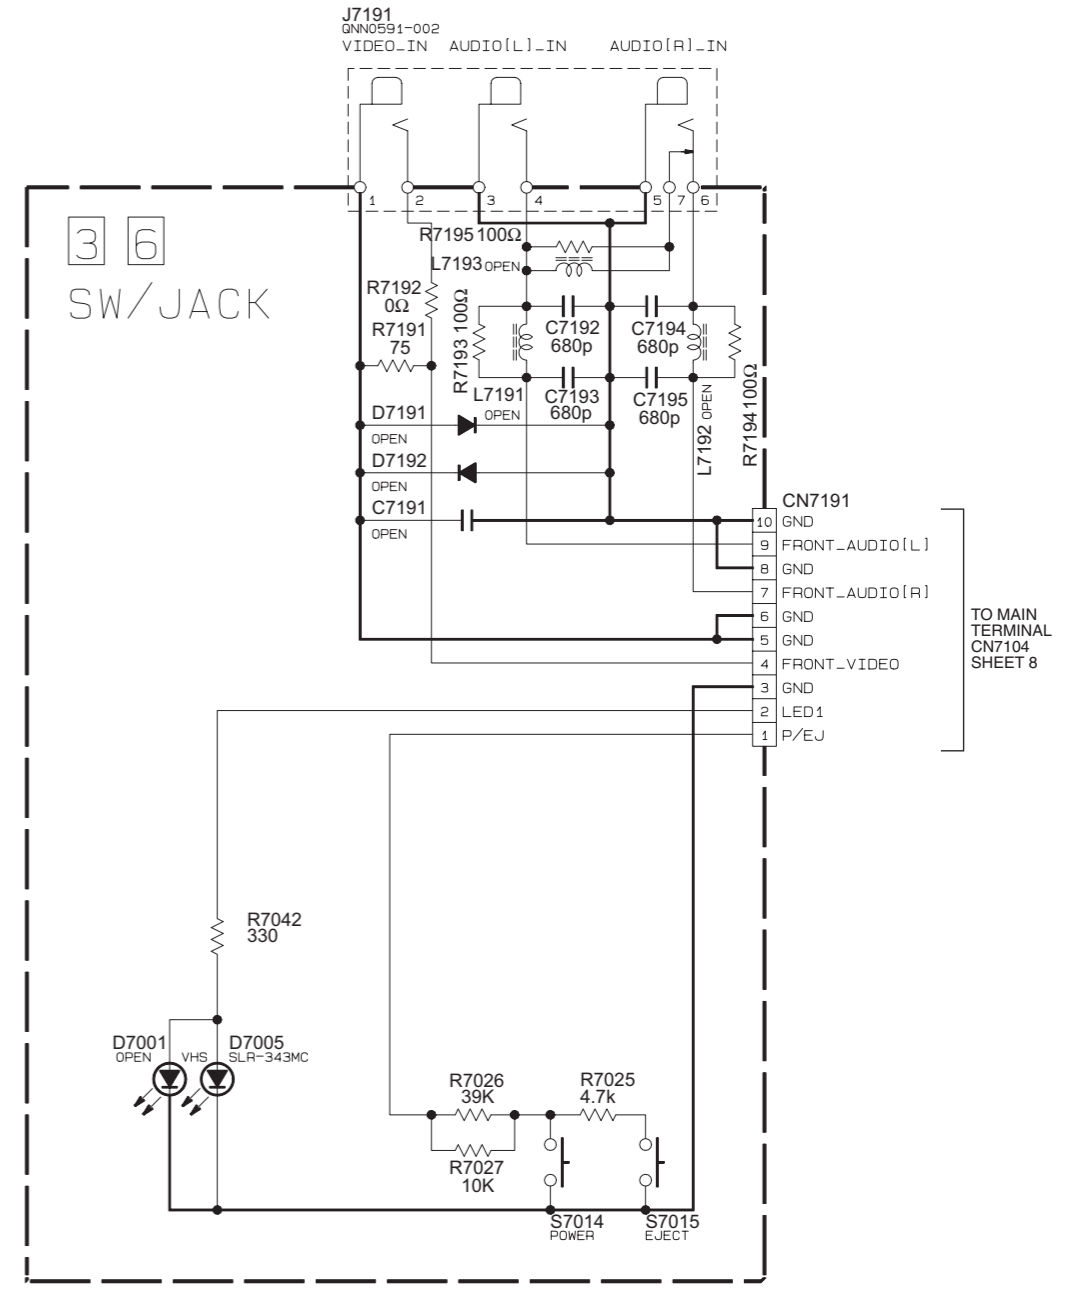 J7191
QNN0591-002
VIDEO_IN AUDIO[L]_IN AUDIO[R]_IN
1 2 3 4 5 7 6
3 6
SW/JACK
R7195 100Ω
L7193 OPEN
R7192
0Ω
R7191
75
R7193 100Ω
C7192
680p
C7194
680p
L7191
OPEN
C7193
680p
C7195
680p
L7192 OPEN
R7194 100Ω
D7191
OPEN
D7192
OPEN
C7191
OPEN
CN7191
10 GND
9 FRONT_AUDIO[L]
8 GND
7 FRONT_AUDIO[R]
6 GND
5 GND
4 FRONT_VIDEO
3 GND
2 LED1
1 P/EJ
TO MAIN
TERMINAL
CN7104
SHEET 8
R7042
330
D7001
OPEN
VHS
D7005
SLR-343MC
R7026
39K
R7025
4.7k
R7027
10K
S7014
POWER
S7015
EJECT